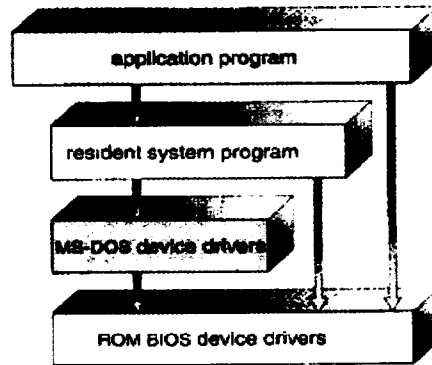 application program
resident system program
MS-DOS device drivers
ROM BIOS device drivers